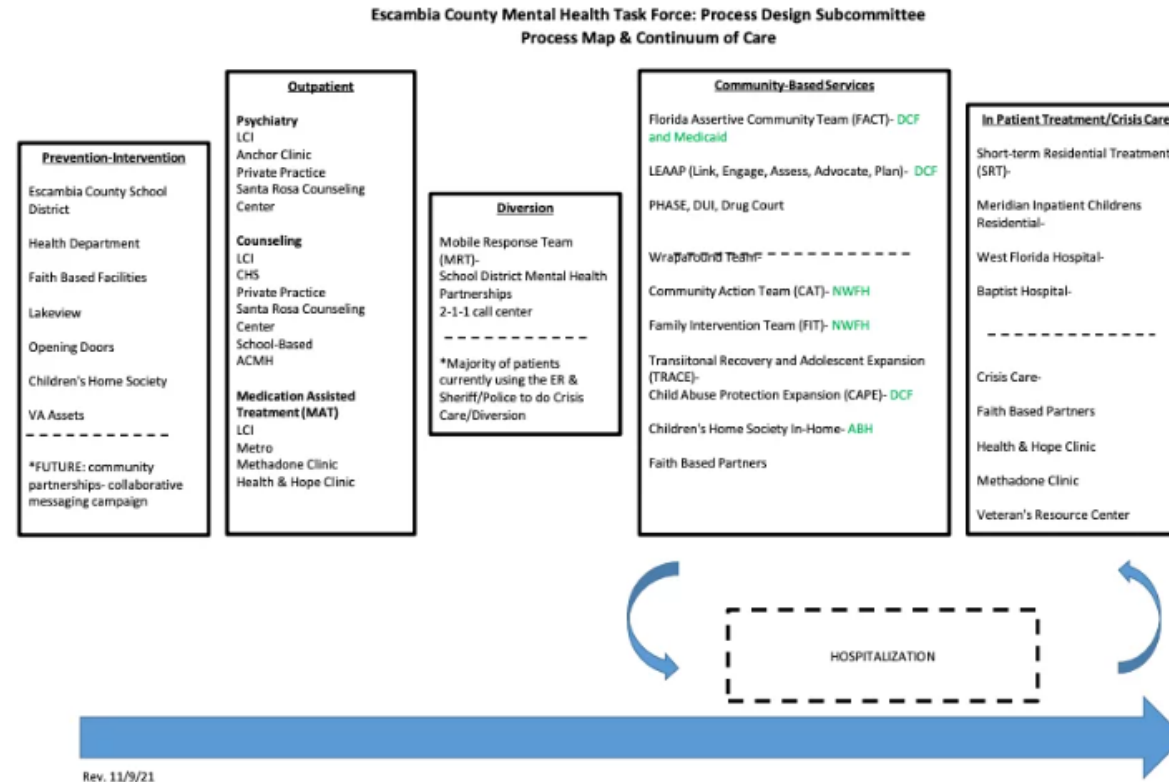 Escambia County Mental Health Task Force: Process Design Subcommittee
Process Map & Continuum of Care
Prevention-Intervention
Escambia County School
District
Health Department
Faith Based Facilities
Lakeview
Opening Doors
Children's Home Society
VA Assets
*FUTURE: community
partnerships- collaborative
messaging campaign
Outpatient
Psychiatry
LCI
Anchor Clinic
Private Practice
Santa Rosa Counseling
Center
Counseling
LCI
CHS
Private Practice
Santa Rosa Counseling
Center
School-Based
ACMH
Medication Assisted
Treatment (MAT)
LCI
Metro
Methadone Clinic
Health & Hope Clinic
Diversion
Mobile Response Team
(MRT)-
School District Mental Health
Partnerships
2-1-1 call center
*Majority of patients
currently using the ER &
Sheriff/Police to do Crisis
Care/Diversion
Community-Based Services
Florida Assertive Community Team (FACT)- DCF
and Medicaid
LEAAP (Link, Engage, Assess, Advocate, Plan)- DCF
PHASE, DUI, Drug Court
Wraparound Team-
Community Action Team (CAT)- NWFH
Family Intervention Team (FIT)- NWFH
Transiitonal Recovery and Adolescent Expansion
(TRACE)-
Child Abuse Protection Expansion (CAPE)- DCF
Children's Home Society In-Home- ABH
Faith Based Partners
In Patient Treatment/Crisis Care
Short-term Residential Treatment
(SRT)-
Meridian Inpatient Childrens
Residential-
West Florida Hospital-
Baptist Hospital-
Crisis Care-
Faith Based Partners
Health & Hope Clinic
Methadone Clinic
Veteran's Resource Center
HOSPITALIZATION
Rev. 11/9/21